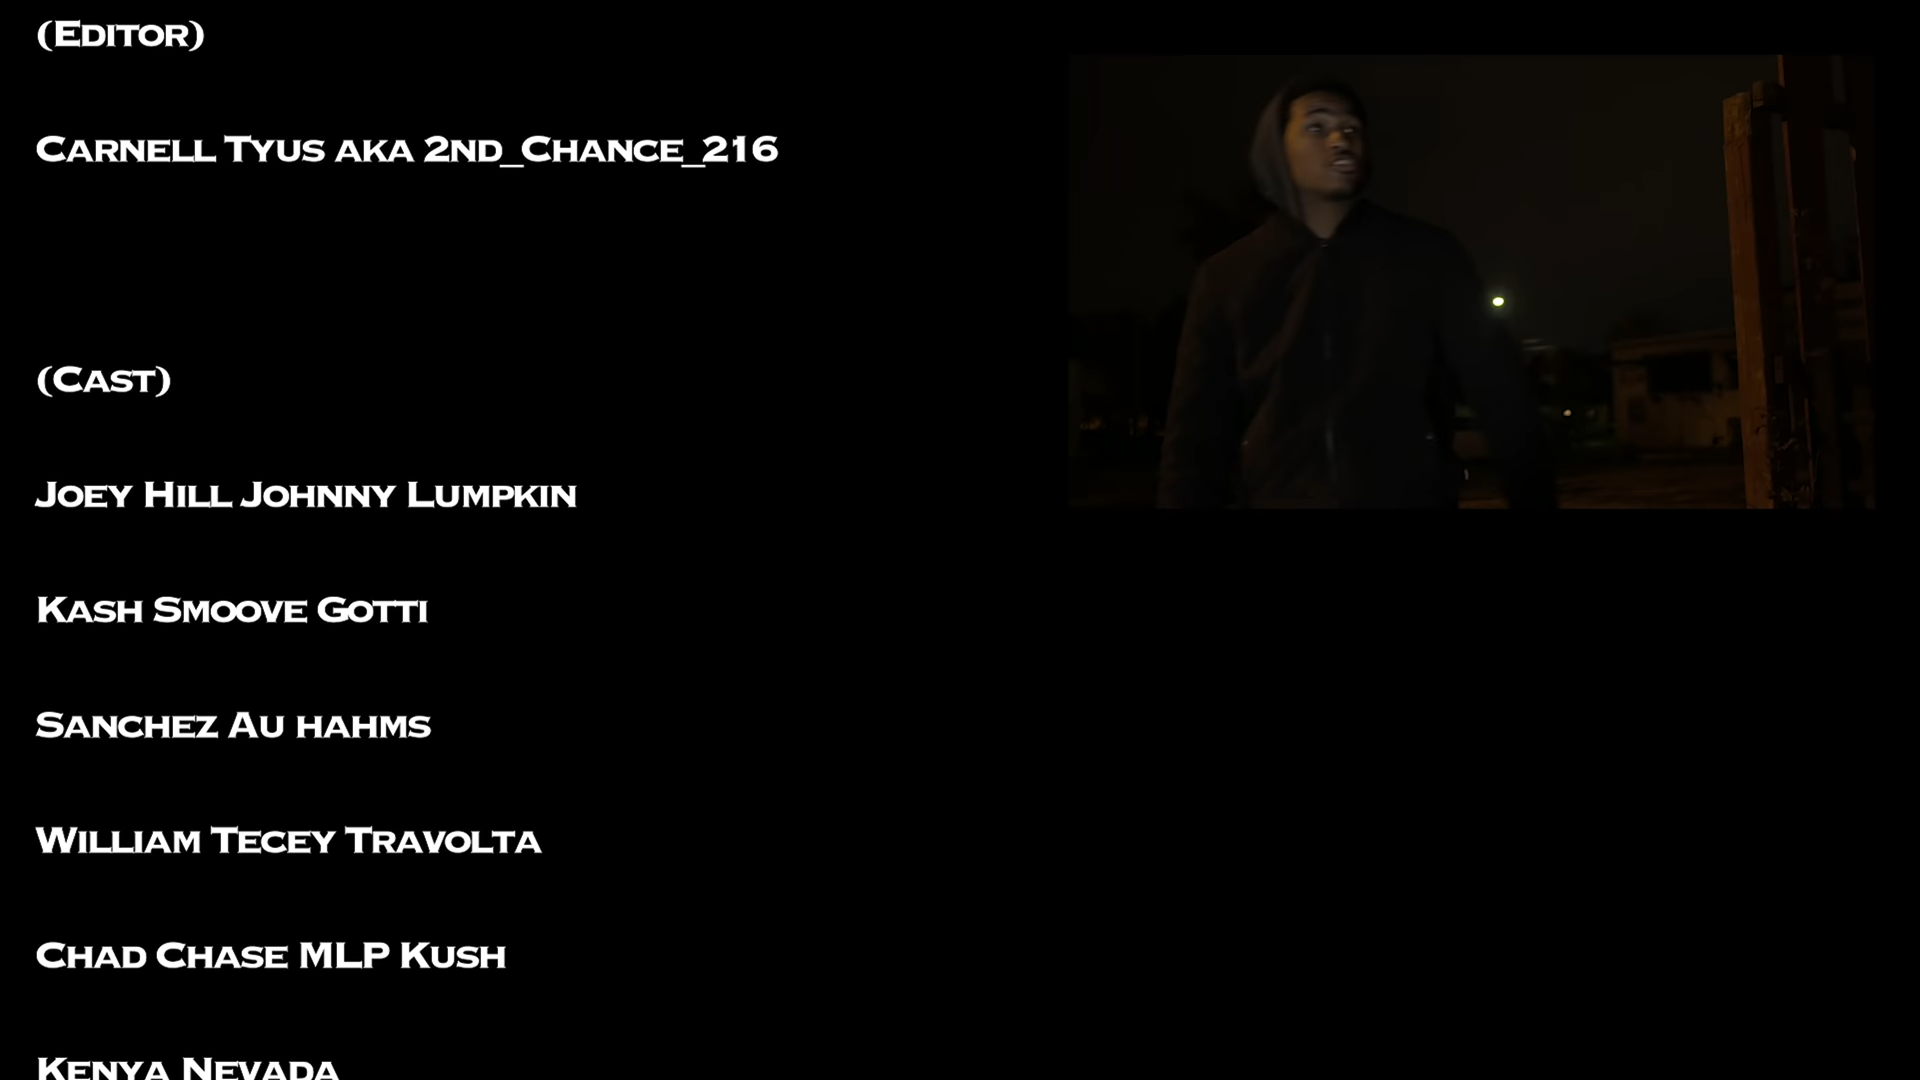 (Editor)
Carnell Tyus aka 2nd_Chance_216
(Cast)
Joey Hill Johnny Lumpkin
Kash Smoove Gotti
Sanchez Au hahms
William Tecey Travolta
Chad Chase MLP Kush
Kenya Nevada